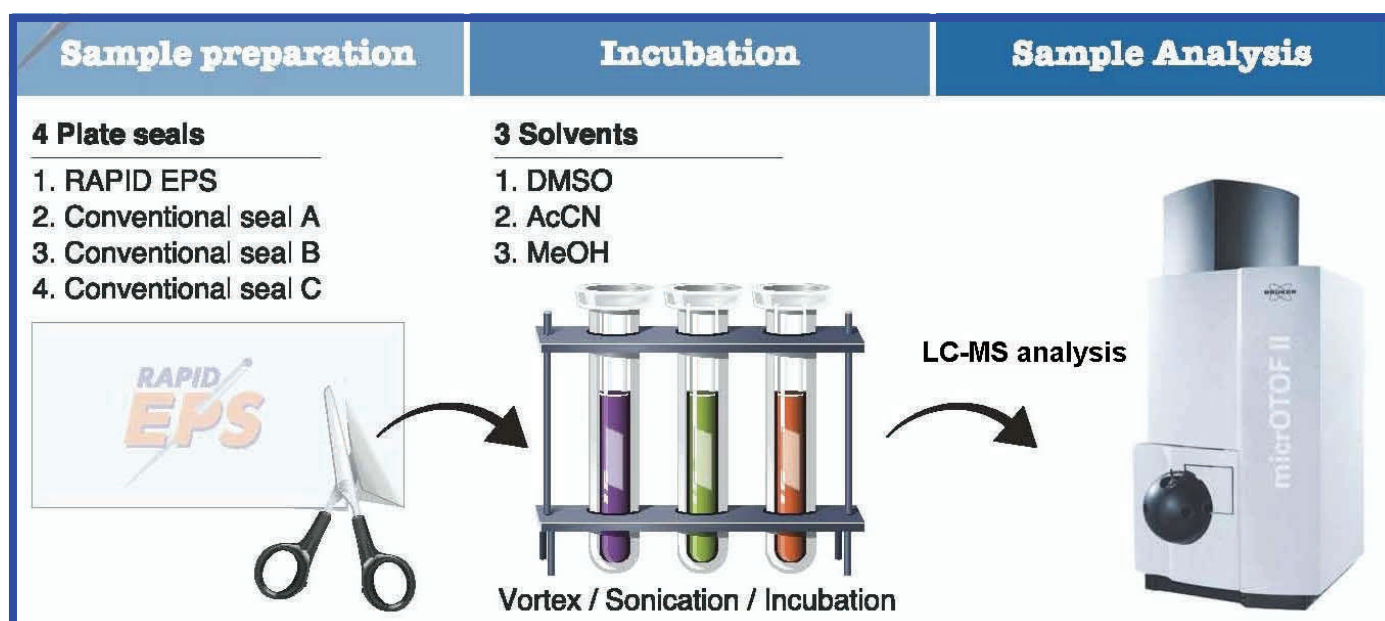 Sample preparation
Incubation
Sample Analysis
4 Plate seals
1. RAPID EPS
2. Conventional seal A
3. Conventional seal B
4. Conventional seal C
RAPID
EPS
3 Solvents
1. DMSO
2. AcCN
3. MeOH
Vortex / Sonication / Incubation
LC-MS analysis
BRUKER
micrOTOF II